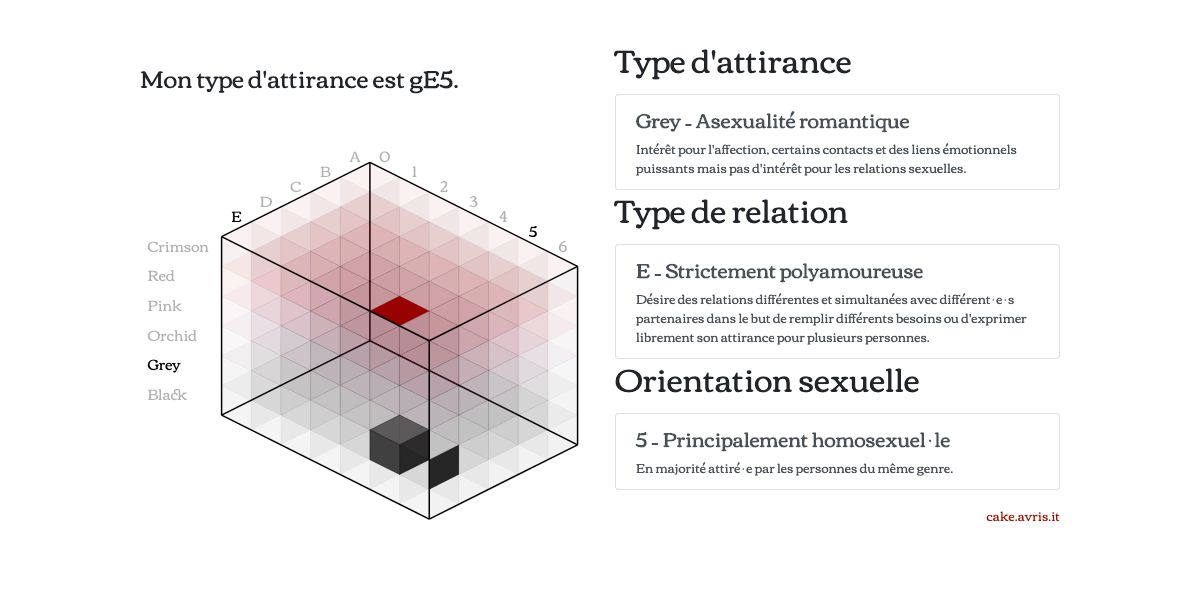 Mon type d'attirance est gE5.
A
O
B
1
C
2
D
3
E
4
5
6
Crimson
Red
Pink
Orchid
Grey
Black
Type d'attirance
Grey - Asexualité romantique
Intérêt pour l'affection, certains contacts et des liens émotionnels
puissants mais pas d'intérêt pour les relations sexuelles.
Type de relation
E - Strictement polyamoureuse
Désire des relations différentes et simultanées avec différent·e·s
partenaires dans le but de remplir différents besoins ou d'exprimer
librement son attirance pour plusieurs personnes.
Orientation sexuelle
5 - Principalement homosexuel·le
En majorité attiré·e par les personnes du même genre.
cake.avris.it